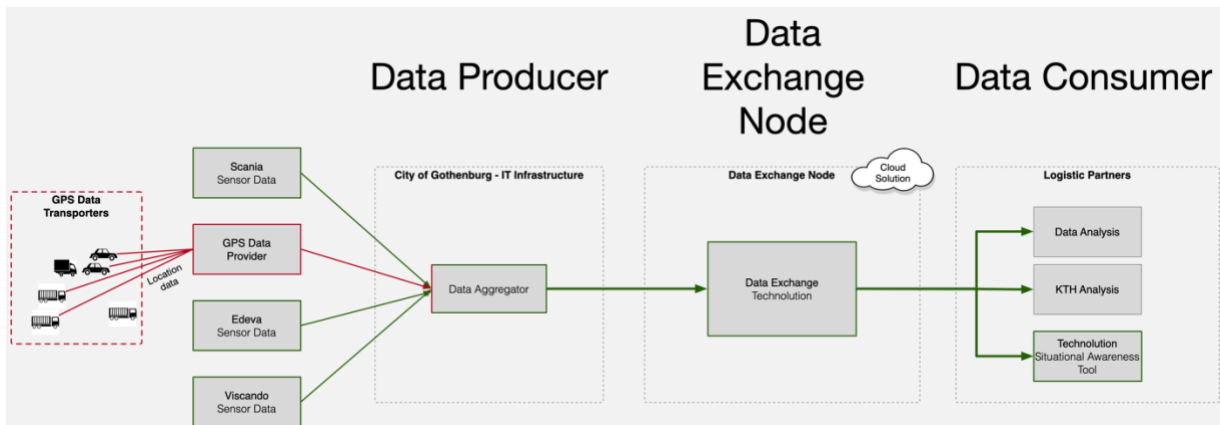 Data Producer
Data
Exchange
Node
Data Consumer
GPS Data
Transporters
Location
data
Scania
Sensor Data
GPS Data
Provider
Edeva
Sensor Data
Viscando
Sensor Data
City of Gothenburg - IT Infrastructure
Data Aggregator
Data Exchange Node
Cloud
Solution
Data Exchange
Technolution
Logistic Partners
Data Analysis
KTH Analysis
Technolution
Situational Awareness
Tool